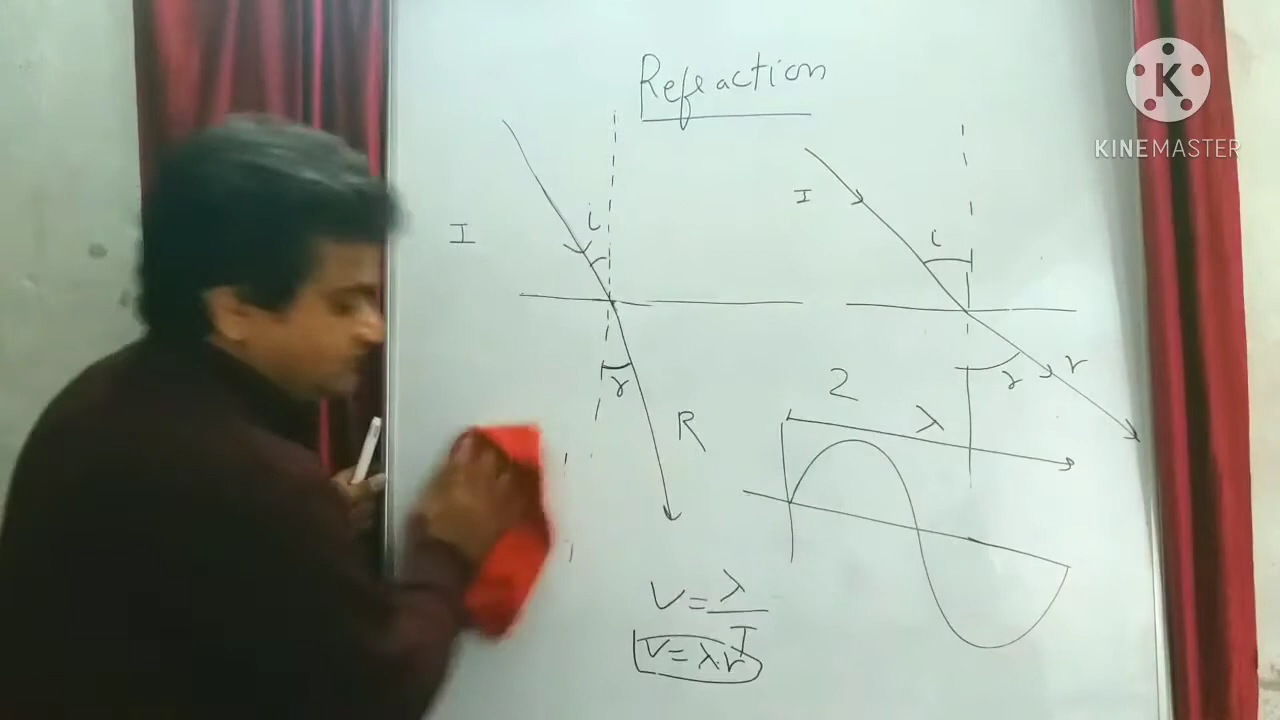 Refraction
I
i
r
R
I
i
r
r
2
λ
V = λ/T
V = λν
K
KINEMASTER